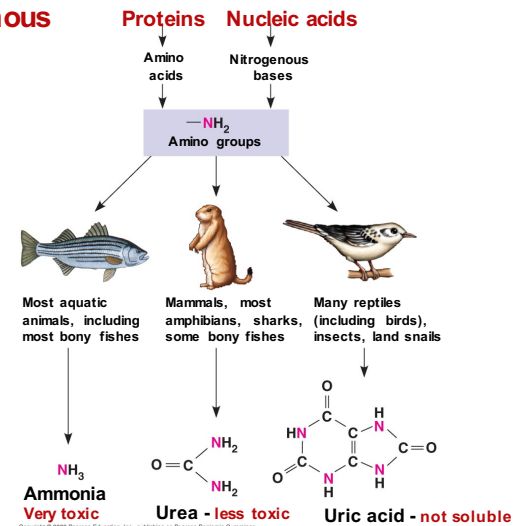 nous
Proteins Nucleic acids
Amino
acids
Nitrogenous
bases
—NH2
Amino groups
Most aquatic
animals, including
most bony fishes
Mammals, most
amphibians, sharks,
some bony fishes
Many reptiles
(including birds),
insects, land snails
NH3
Ammonia
Very toxic
O=C
NH2
NH2
Urea - less toxic
O
C
HN
C
O
N
H
C
C
H
N
N
H
C=O
Uric acid - not soluble